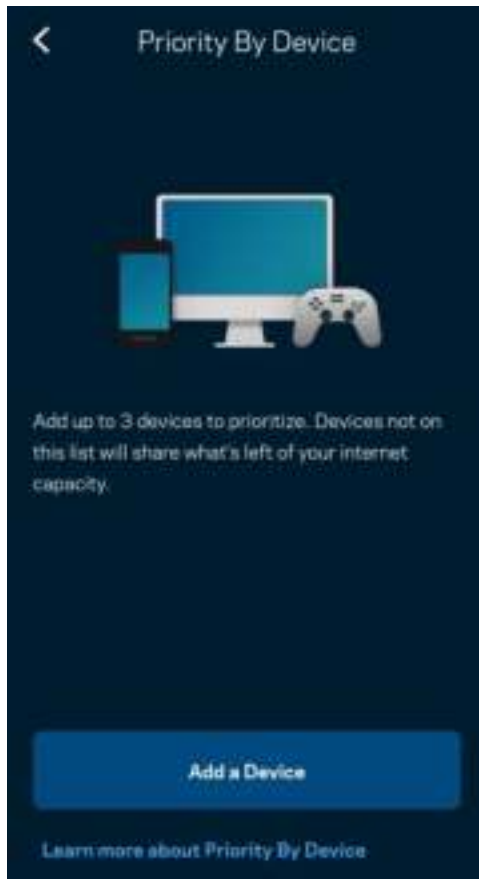 Priority By Device
Add up to 3 devices to prioritize. Devices not on
this list will share what's left of your internet
capacity.
Add a Device
Learn more about Priority By Device